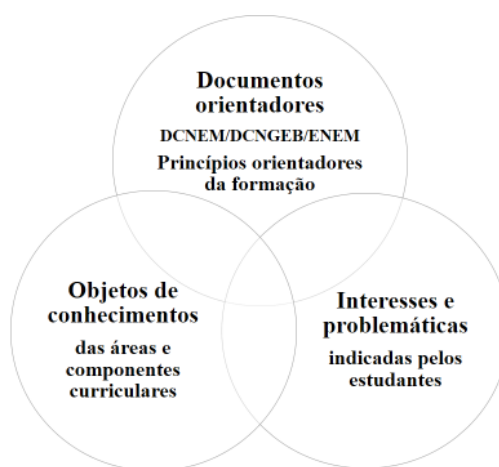 Documentos
orientadores
DCNEM/DCNGEB/ENEM
Princípios orientadores
da formação
Objetos de
conhecimentos
das áreas e
componentes
curriculares
Interesses e
problemáticas
indicadas pelos
estudantes